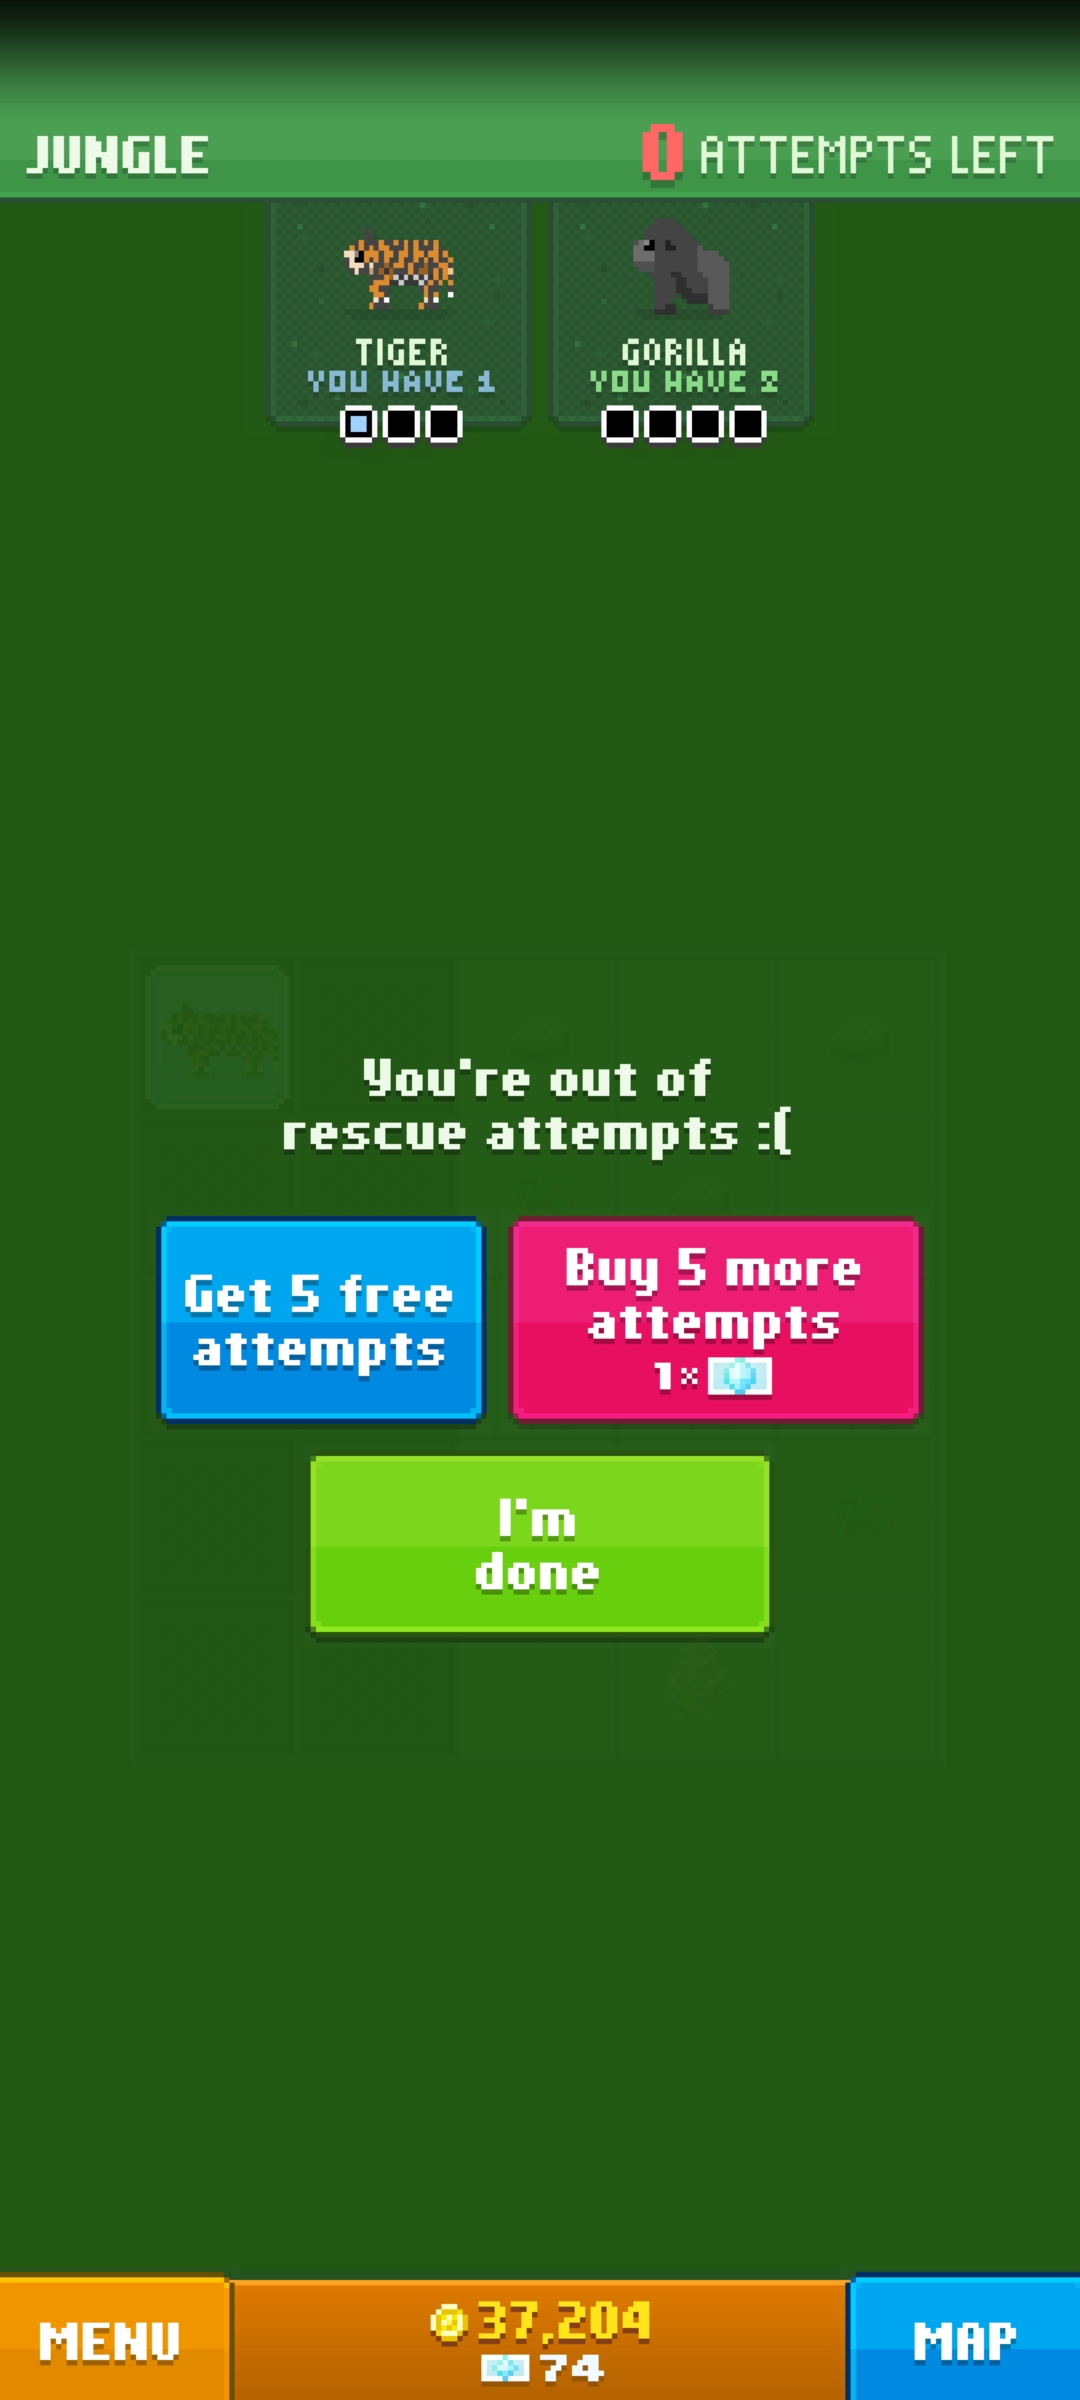 JUNGLE
0 ATTEMPTS LEFT
TIGER
YOU HAVE 1
GORILLA
YOU HAVE 2
You're out of
rescue attempts :(
Get 5 free
attempts
Buy 5 more
attempts
1×
I'm
done
MENU
37,204
74
MAP